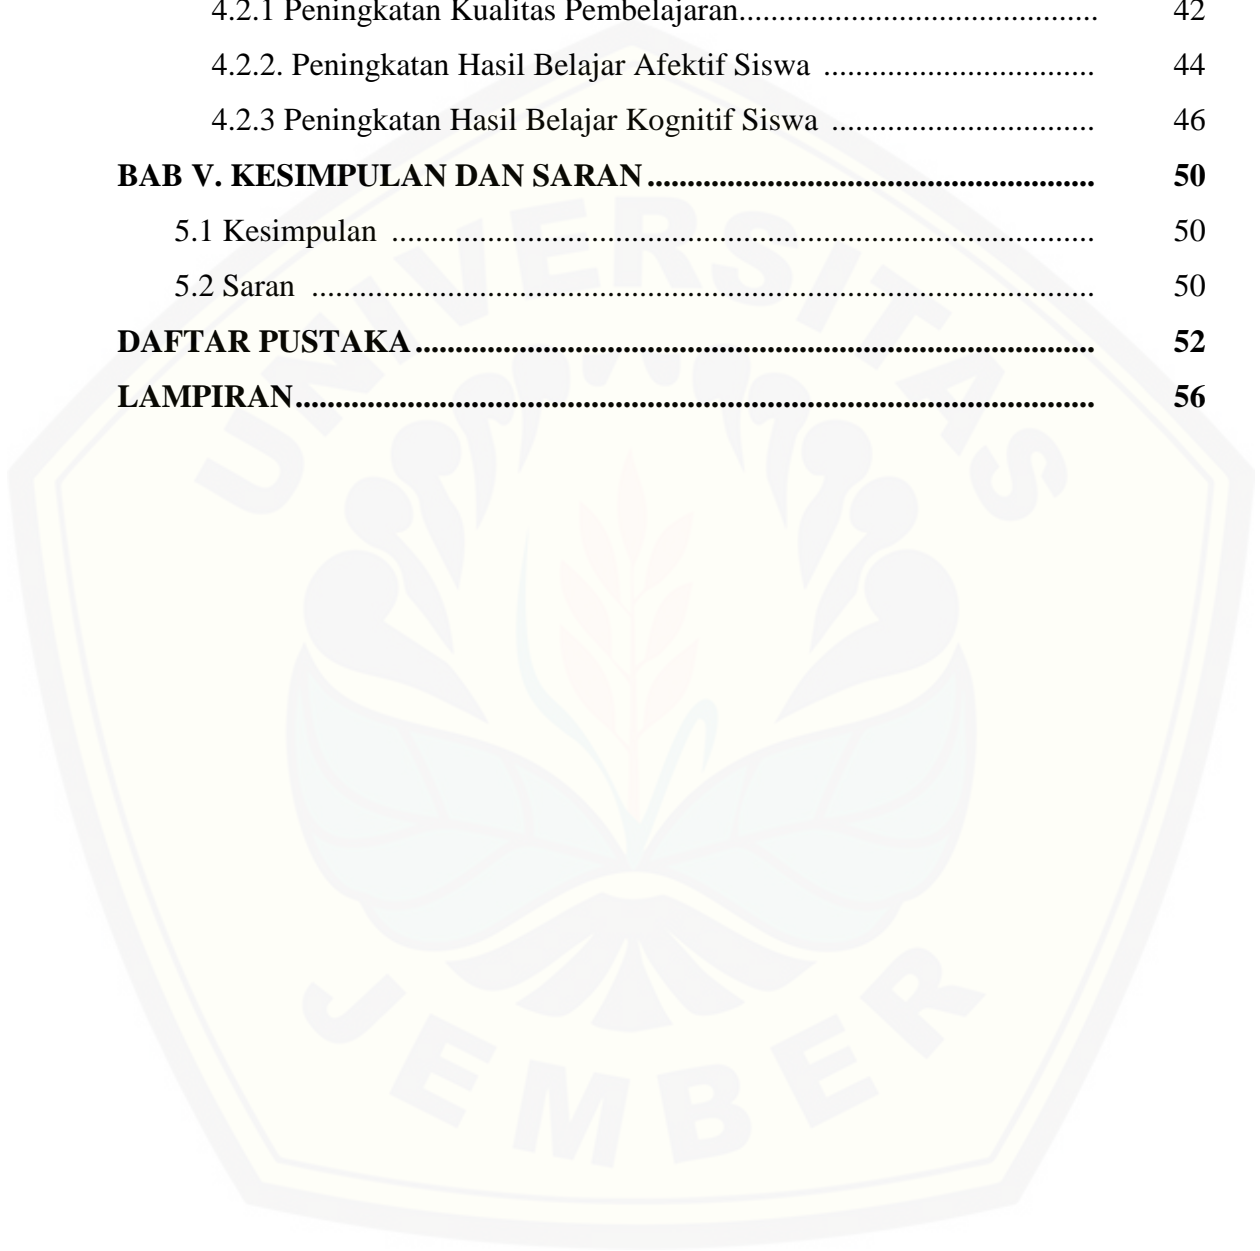 4.2.1 Peningkatan Kualitas Pembelajaran............................................. 42
4.2.2. Peningkatan Hasil Belajar Afektif Siswa .................................. 44
4.2.3 Peningkatan Hasil Belajar Kognitif Siswa ................................. 46
BAB V. KESIMPULAN DAN SARAN........................................................ 50
5.1 Kesimpulan ........................................................................................ 50
5.2 Saran .................................................................................................. 50
DAFTAR PUSTAKA..................................................................................... 52
LAMPIRAN.................................................................................................... 56
UNIVERSITAS
JEMBER